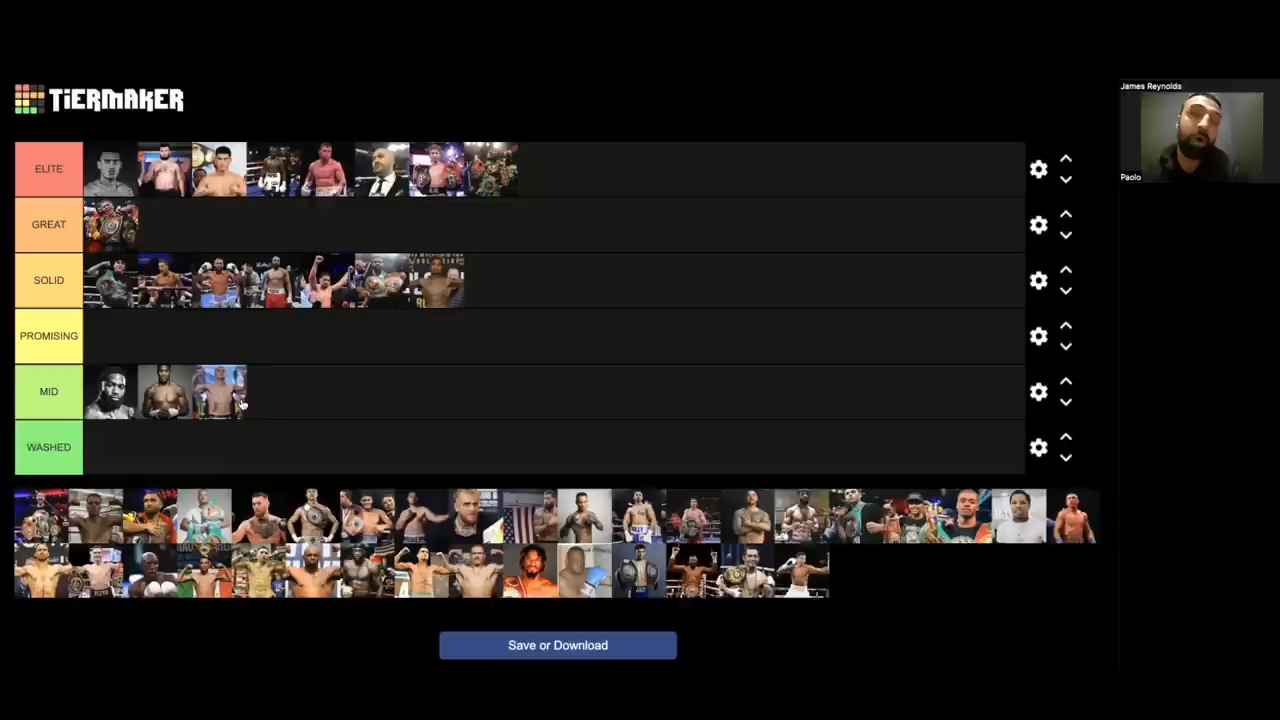 TiERMAKER
James Reynolds
Paolo
ELITE
GREAT
SOLID
PROMISING
MID
WASHED
Save or Download